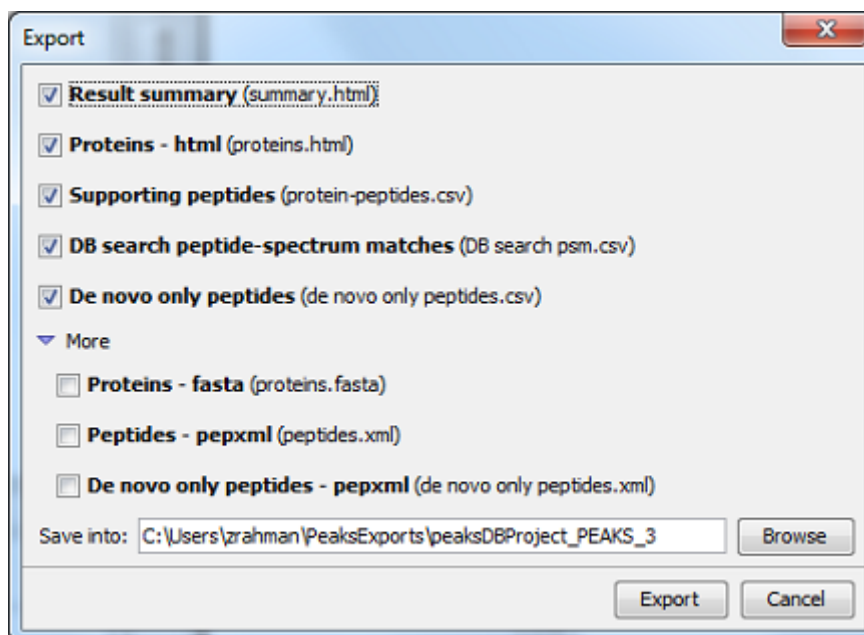 Export
Result summary (summary.html)
Proteins - html (proteins.html)
Supporting peptides (protein-peptides.csv)
DB search peptide-spectrum matches (DB search psm.csv)
De novo only peptides (de novo only peptides.csv)
More
Proteins - fasta (proteins.fasta)
Peptides - pepxml (peptides.xml)
De novo only peptides - pepxml (de novo only peptides.xml)
Save into: C:\Users\zrahman\PeaksExports\peaksDBProject_PEAKS_3 Browse
Export Cancel